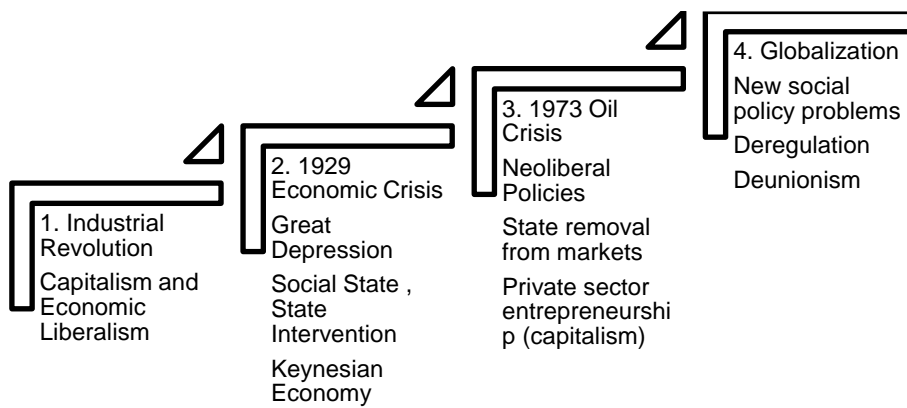 1. Industrial
Revolution
Capitalism and
Economic
Liberalism
2. 1929
Economic Crisis
Great
Depression
Social State ,
State
Intervention
Keynesian
Economy
3. 1973 Oil
Crisis
Neoliberal
Policies
State removal
from markets
Private sector
entrepreneurshi
p (capitalism)
4. Globalization
New social
policy problems
Deregulation
Deunionism